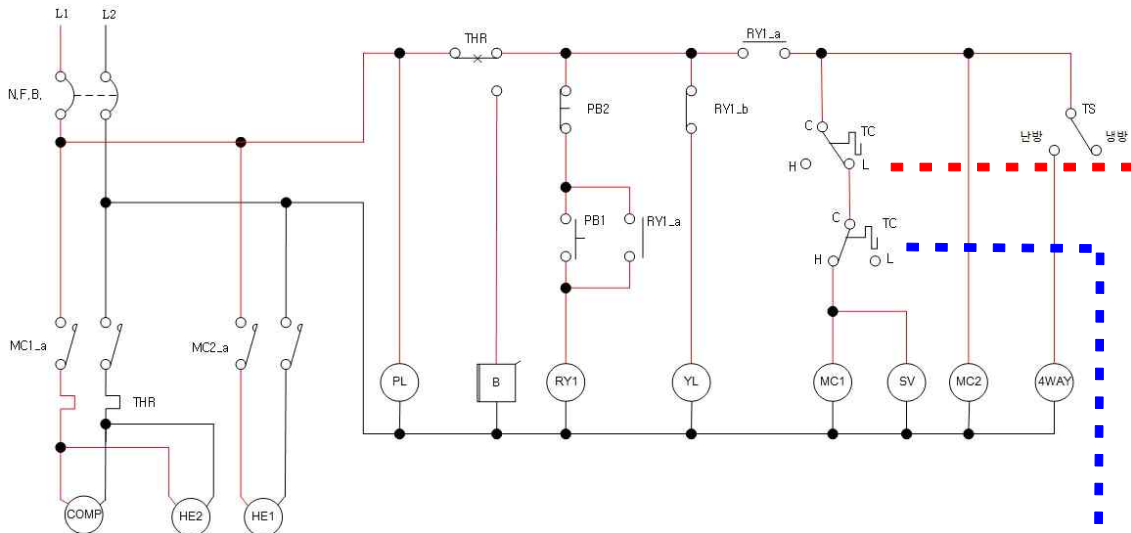 L1
L2
N,F,B,
THR
RY1_a
PB2
RY1_b
C
TC
H
L
TS
난방
냉방
PB1
RY1_a
C
TC
H
L
MC1_a
MC2_a
THR
PL
B
RY1
YL
MC1
SV
MC2
4WAY
COMP
HE2
HE1